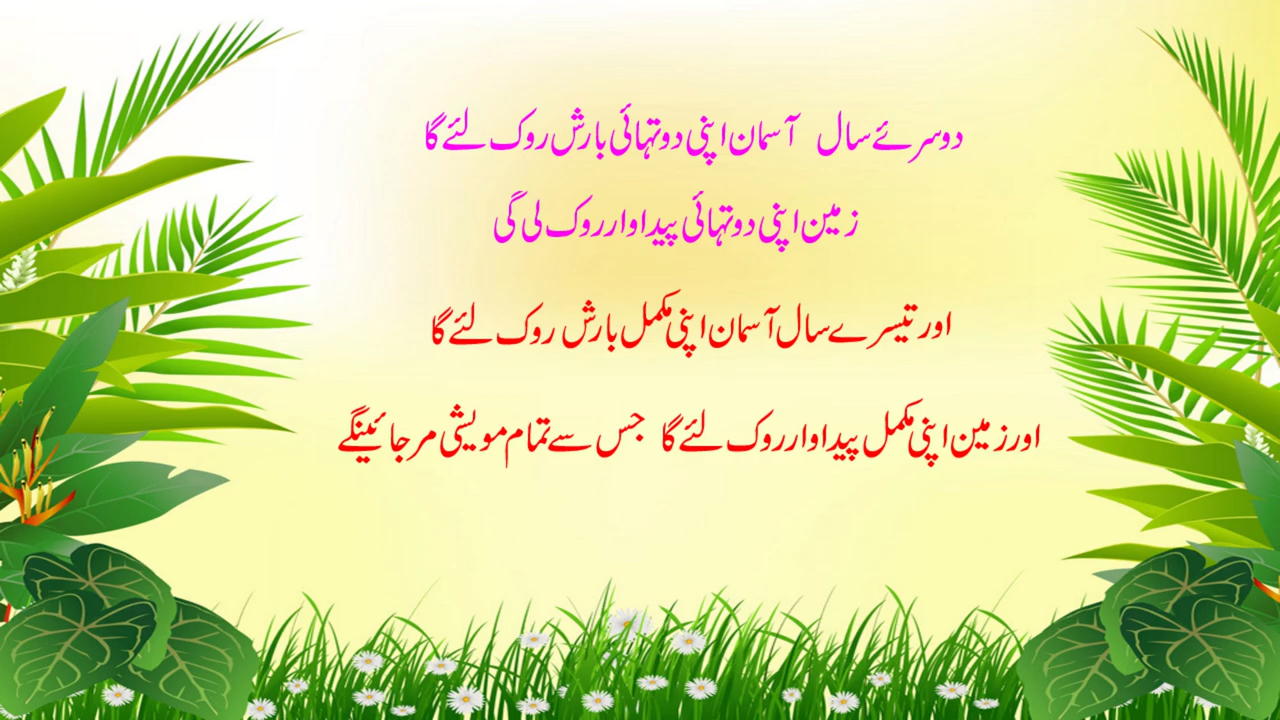 دوسرئے سال آسمان اپنی دو تہائی بارش روک لئے گا
زمین اپنی دو تہائی پیداوار روک لی گی
اور تیسرے سال آسمان اپنی مکمل بارش روک لئے گا
اور زمین اپنی مکمل پیداوار روک لئے گا جس سے تمام مویشی مر جائینگے